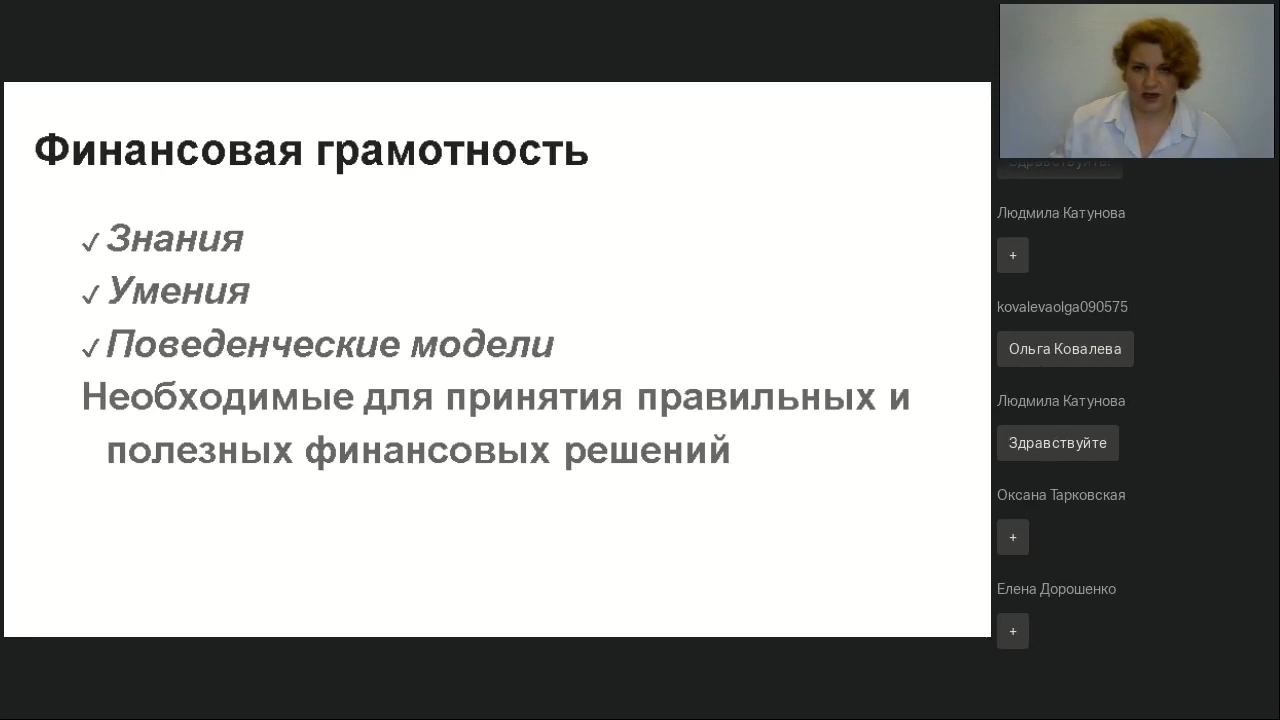 Финансовая грамотность
✓ Знания
✓ Умения
✓ Поведенческие модели
Необходимые для принятия правильных и
полезных финансовых решений
Людмила Катунова
+
kovalevaolga090575
Ольга Ковалева
Людмила Катунова
Здравствуйте
Оксана Тарковская
+
Елена Дорошенко
+